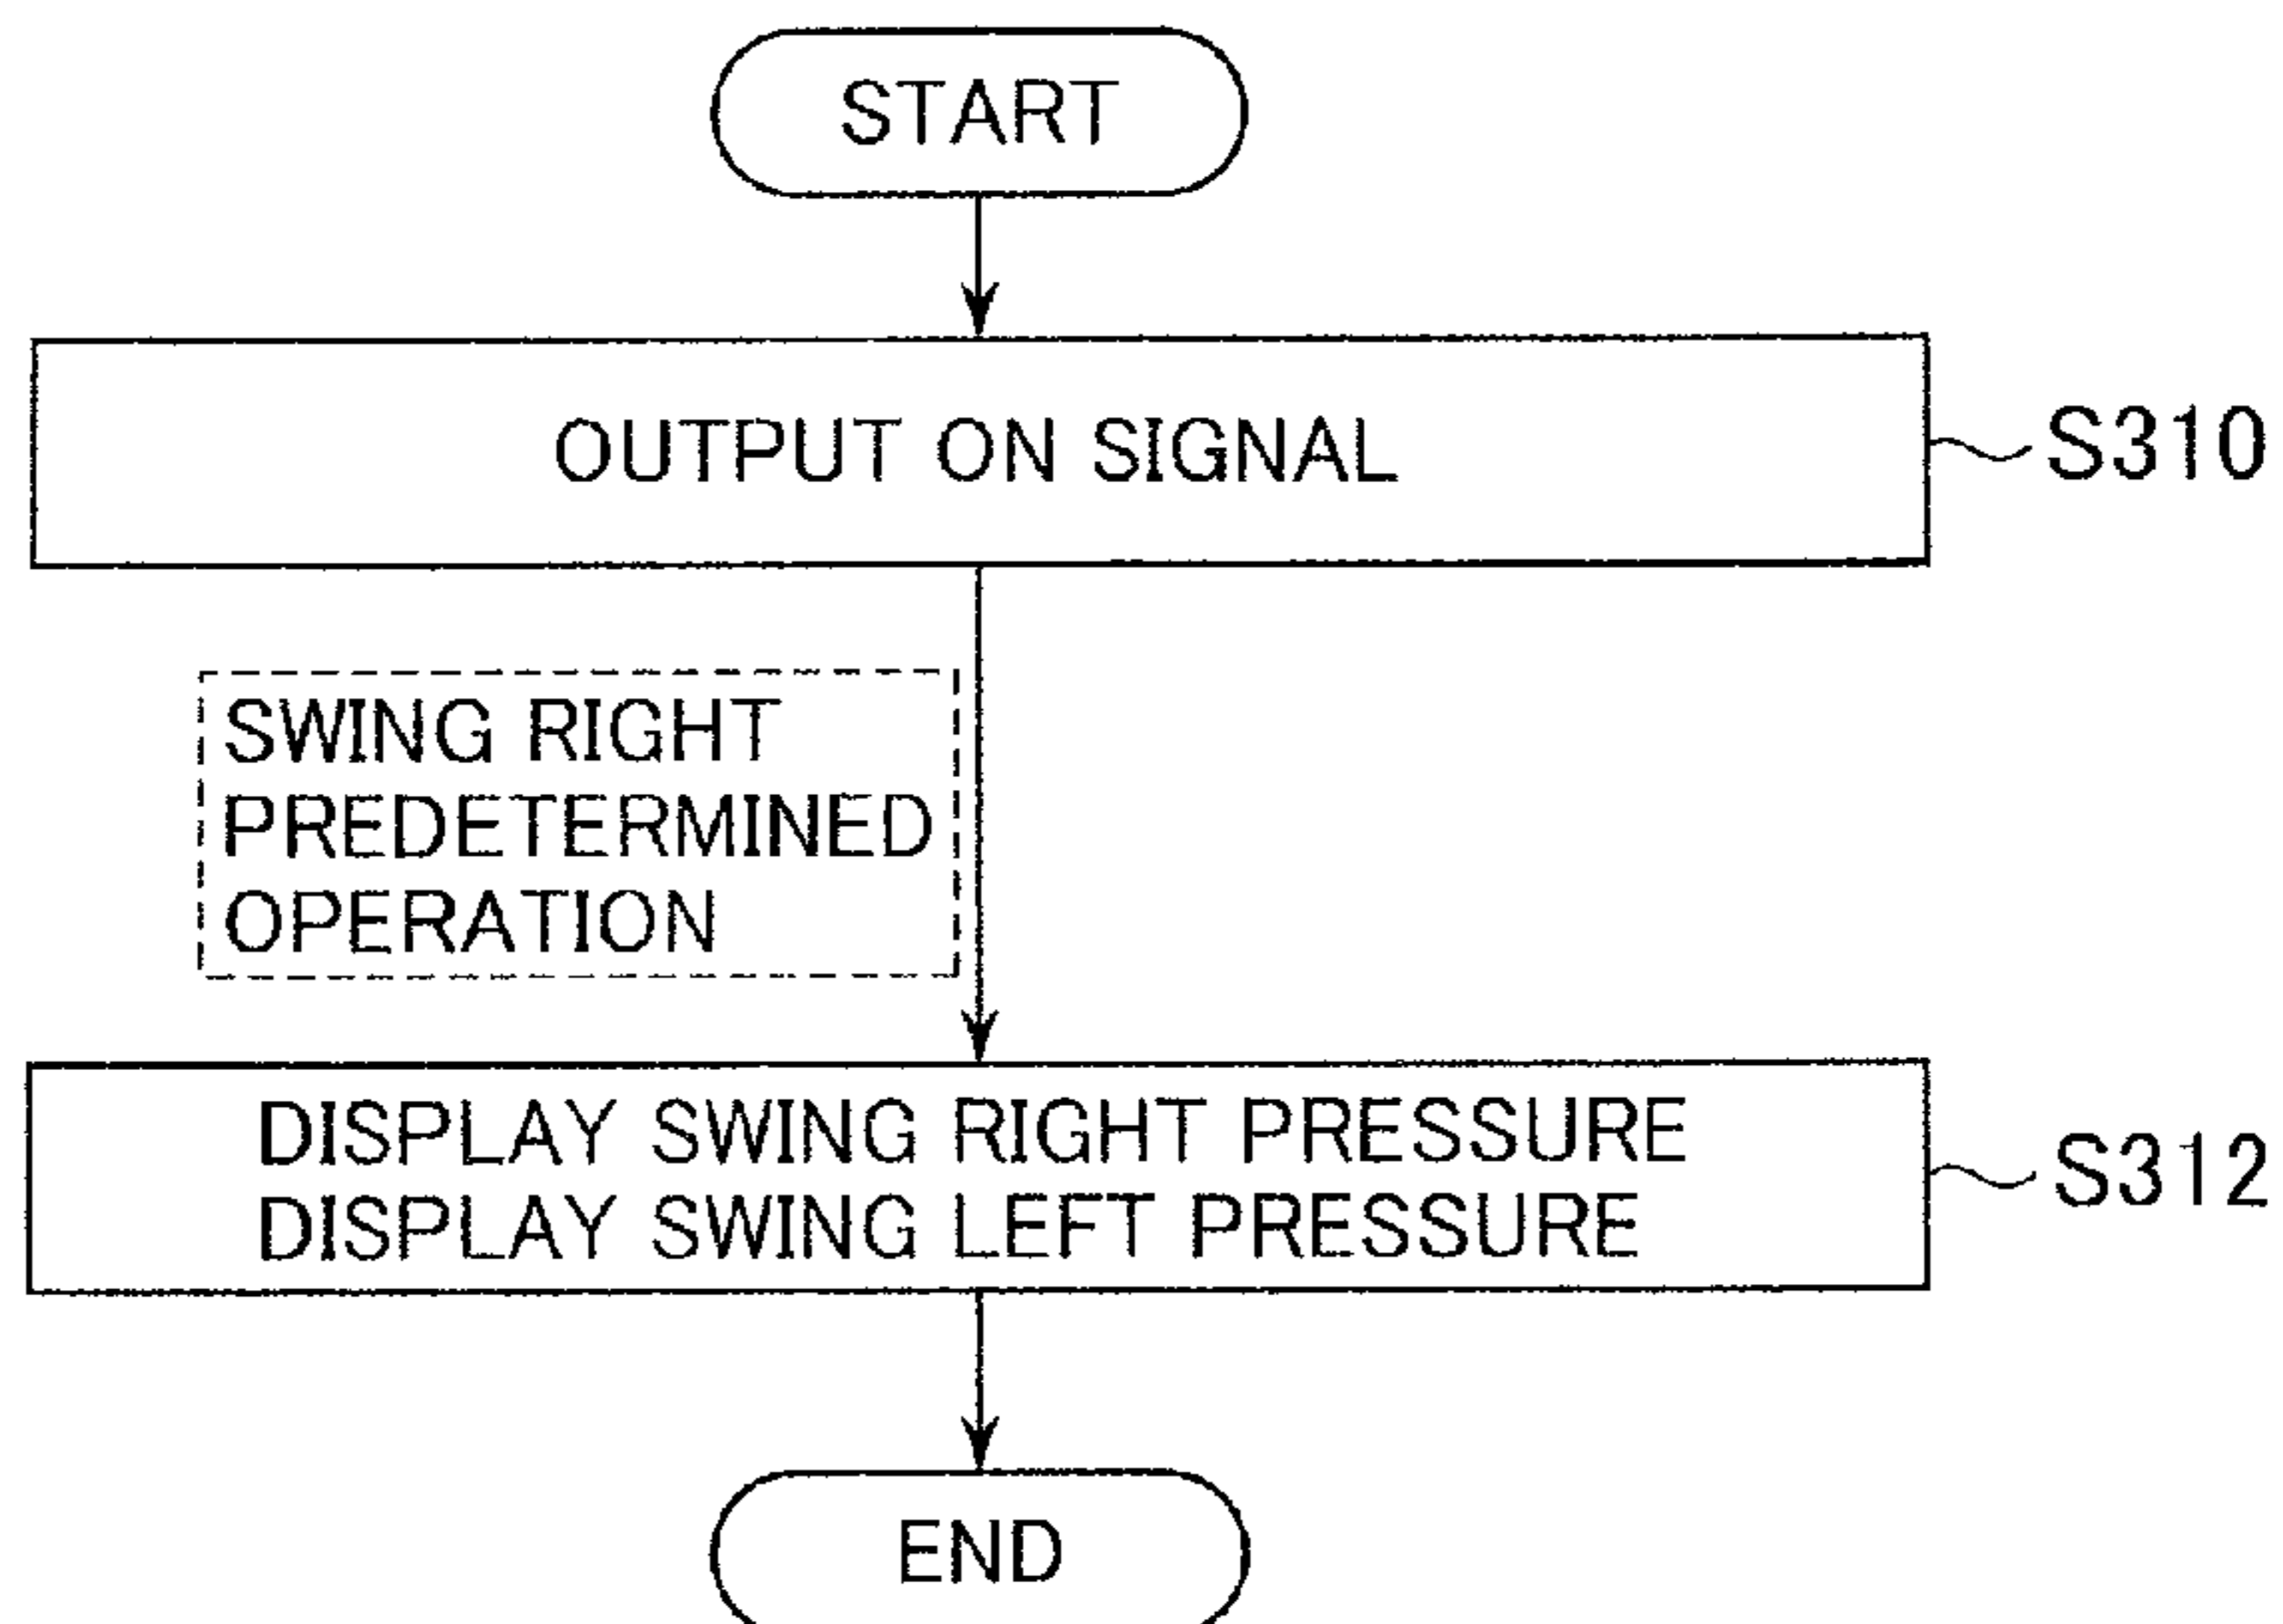 START
OUTPUT ON SIGNAL
S310
SWING RIGHT
PREDETERMINED
OPERATION
DISPLAY SWING RIGHT PRESSURE
DISPLAY SWING LEFT PRESSURE
S312
END